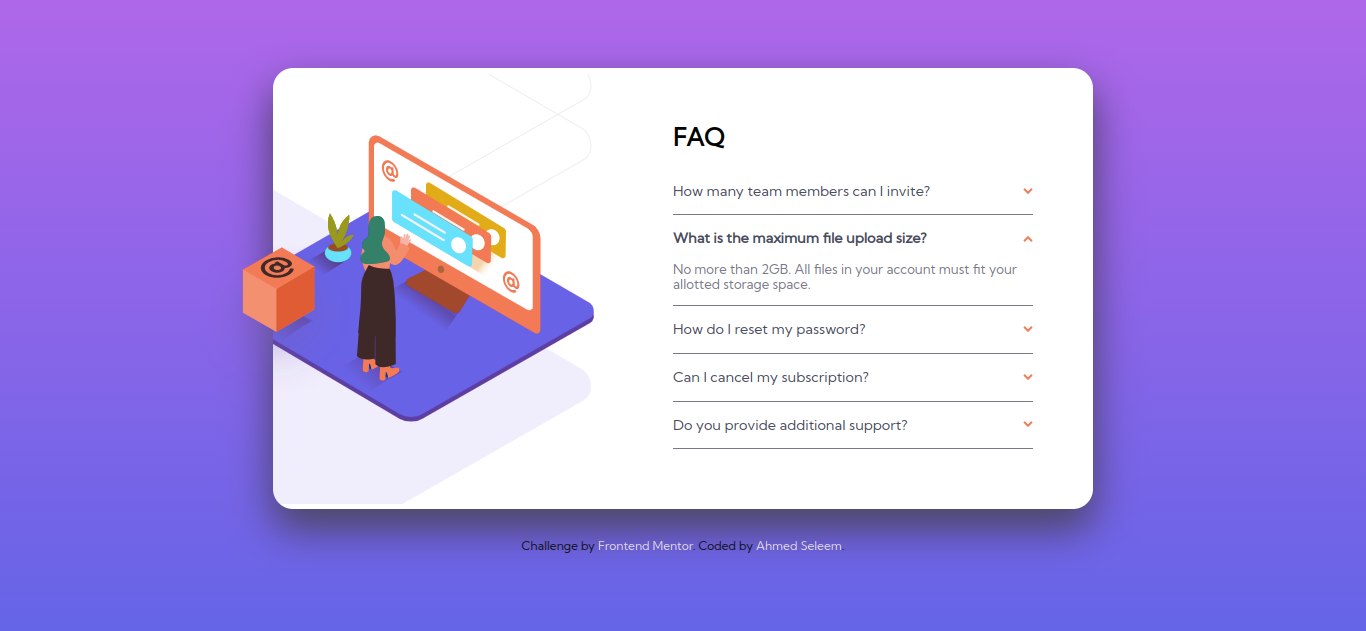 FAQ
How many team members can I invite?
What is the maximum file upload size?
No more than 2GB. All files in your account must fit your
allotted storage space.
How do I reset my password?
Can I cancel my subscription?
Do you provide additional support?
@
@
@
Challenge by Frontend Mentor. Coded by Ahmed Seleem.